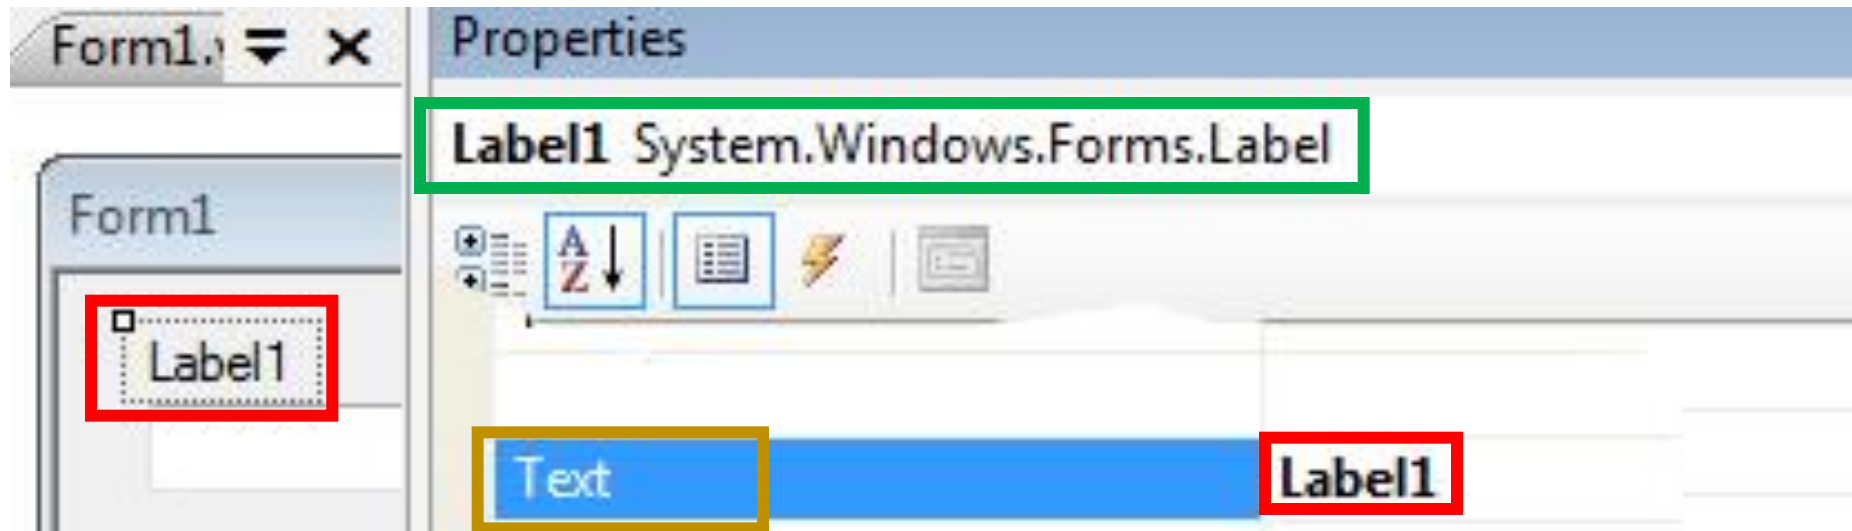 Form1.v
Properties
Label1 System.Windows.Forms.Label
Form1
A
Z
Label1
Text
Label1